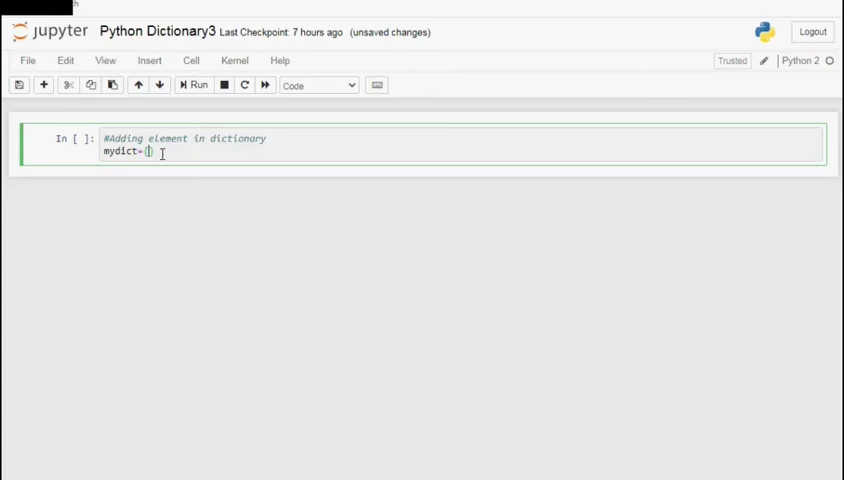 jupyter Python Dictionary3 Last Checkpoint: 7 hours ago (unsaved changes) Logout
File Edit View Insert Cell Kernel Help Trusted Python 2
Run Code
In [ ]: #Adding element in dictionary
mydict={}